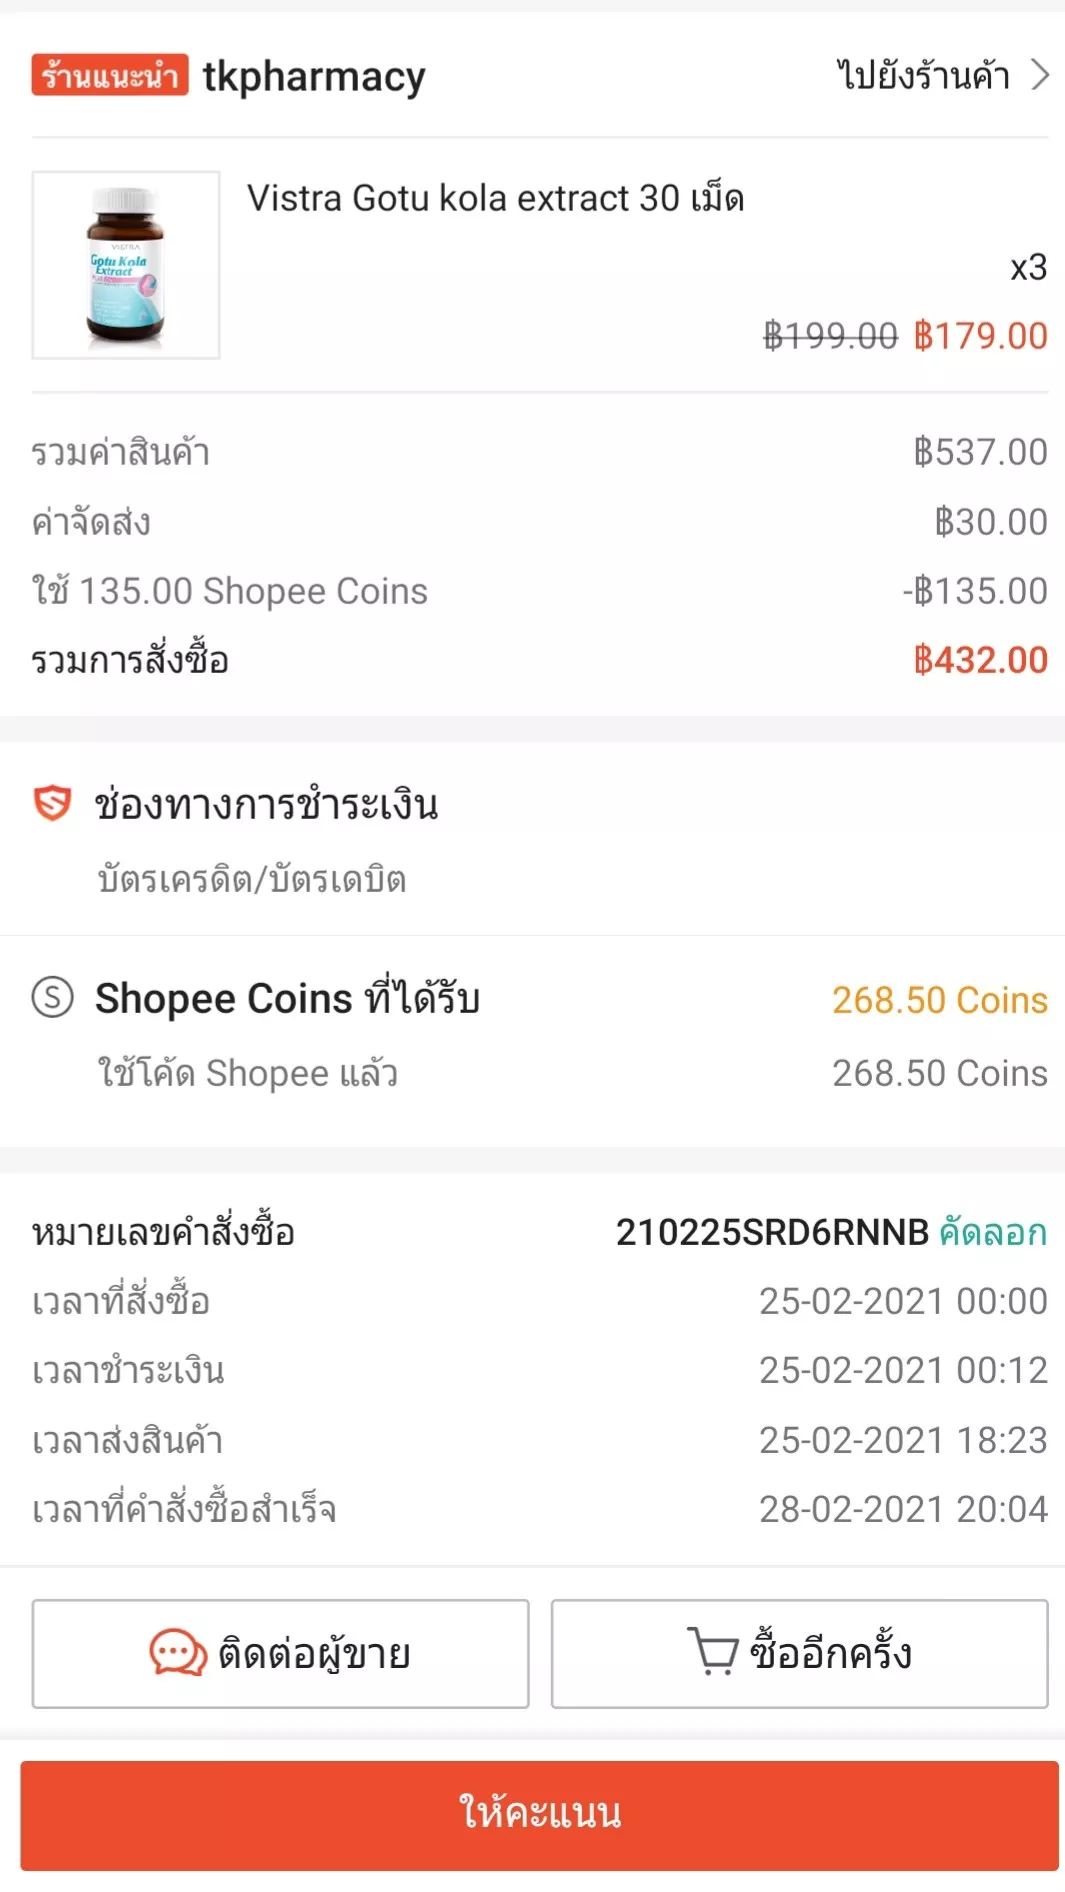 ร้านแนะนำ tkpharmacy ไปยังร้านค้า
Vistra Gotu kola extract 30 เม็ด
VISTRA
Gotu Kola
Extract
x3
฿199.00 ฿179.00
รวมค่าสินค้า ฿537.00
ค่าจัดส่ง ฿30.00
ใช้ 135.00 Shopee Coins -฿135.00
รวมการสั่งซื้อ ฿432.00
ช่องทางการชำระเงิน
บัตรเครดิต/บัตรเดบิต
Shopee Coins ที่ได้รับ 268.50 Coins
ใช้โค้ด Shopee แล้ว 268.50 Coins
หมายเลขคำสั่งซื้อ 210225SRD6RNNB คัดลอก
เวลาที่สั่งซื้อ 25-02-2021 00:00
เวลาชำระเงิน 25-02-2021 00:12
เวลาส่งสินค้า 25-02-2021 18:23
เวลาที่คำสั่งซื้อสำเร็จ 28-02-2021 20:04
ติดต่อผู้ขาย ซื้ออีกครั้ง
ให้คะแนน